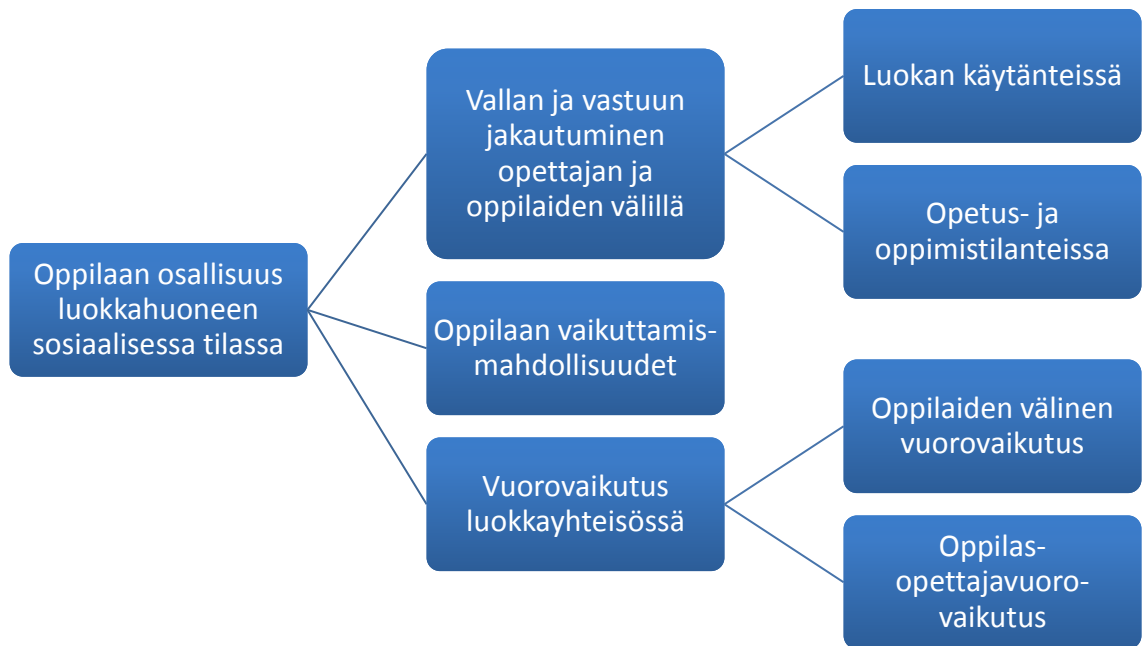 Oppilaan osallisuus
luokkahuoneen
sosiaalisessa tilassa
Vallan ja vastuun
jakautuminen
opettajan ja
oppilaiden välillä
Luokan käytänteissä
Opetus- ja
oppimistilanteissa
Oppilaan vaikuttamis-
mahdollisuudet
Vuorovaikutus
luokkayhteisössä
Oppilaiden välinen
vuorovaikutus
Oppilas-
opettajavuoro-
vaikutus